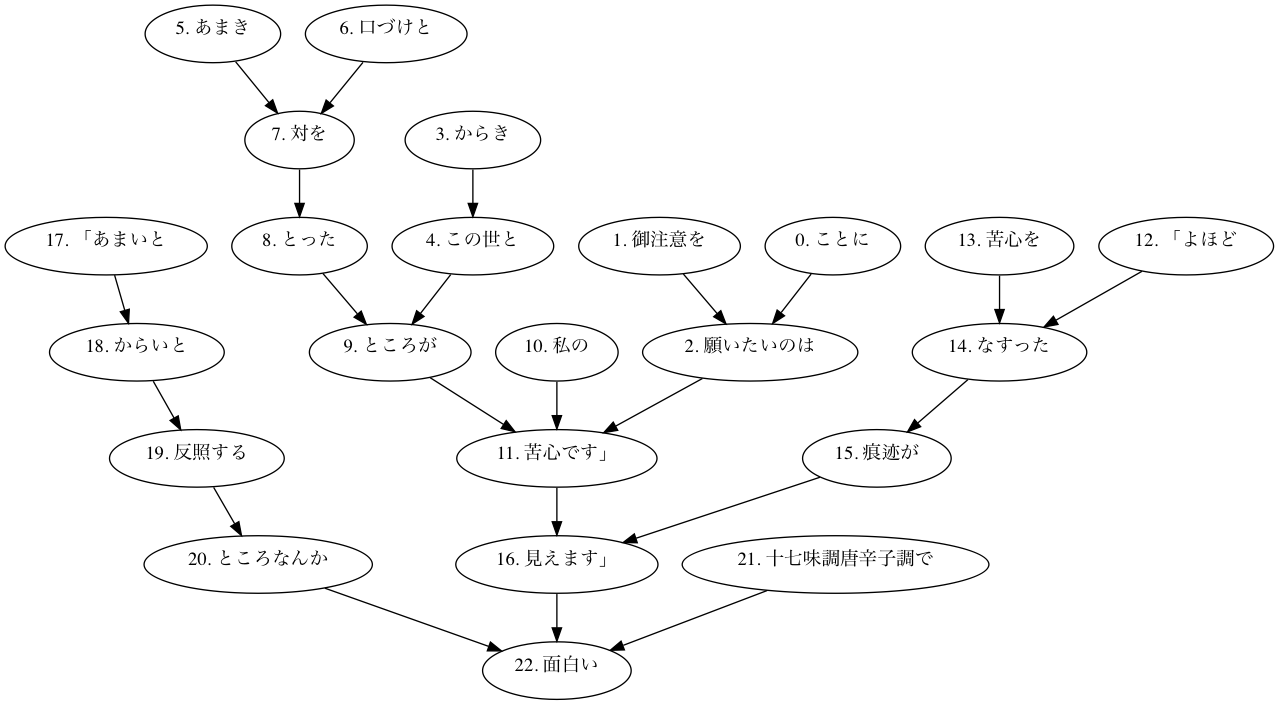 5. あまき
6. 口づけと
7. 対を
3. からき
17. 「あまいと
8. とった
4. この世と
1. 御注意を
0. ことに
13. 苦心を
12. 「よほど
18. からいと
9. ところが
10. 私の
2. 願いたいのは
14. なすった
19. 反照する
11. 苦心です」
15. 痕迹が
20. ところなんか
16. 見えます」
21. 十七味調唐辛子調で
22. 面白い